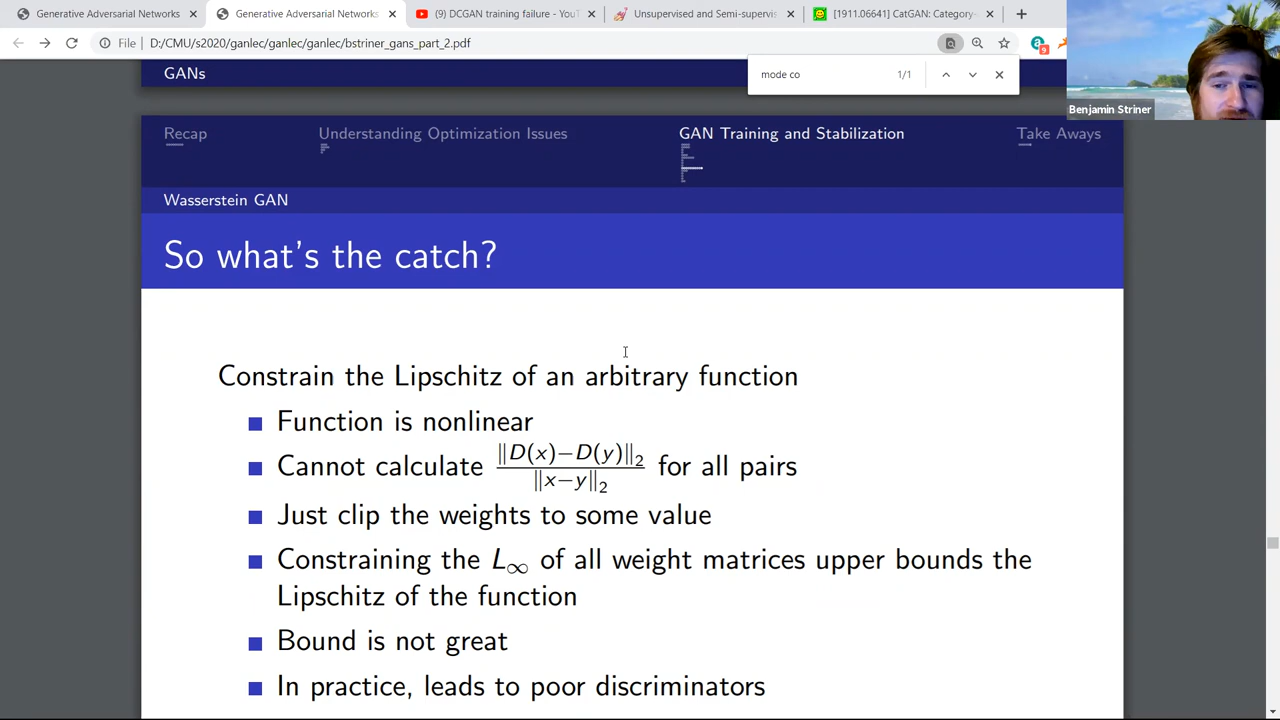 Generative Adversarial Networks
Generative Adversarial Networks
(9) DCGAN training failure - YouT
Unsupervised and Semi-supervis
[1911.06641] CatGAN: Category-
File
D:/CMU/s2020/ganlec/ganlec/ganlec/bstriner_gans_part_2.pdf
9
mode co
1/1
Benjamin Striner
GANs
Recap
Understanding Optimization Issues
GAN Training and Stabilization
Take Aways
Wasserstein GAN
So what's the catch?
Constrain the Lipschitz of an arbitrary function
Function is nonlinear
Cannot calculate ‖D(x)−D(y)‖₂ / ‖x−y‖₂ for all pairs
Just clip the weights to some value
Constraining the L∞ of all weight matrices upper bounds the
Lipschitz of the function
Bound is not great
In practice, leads to poor discriminators